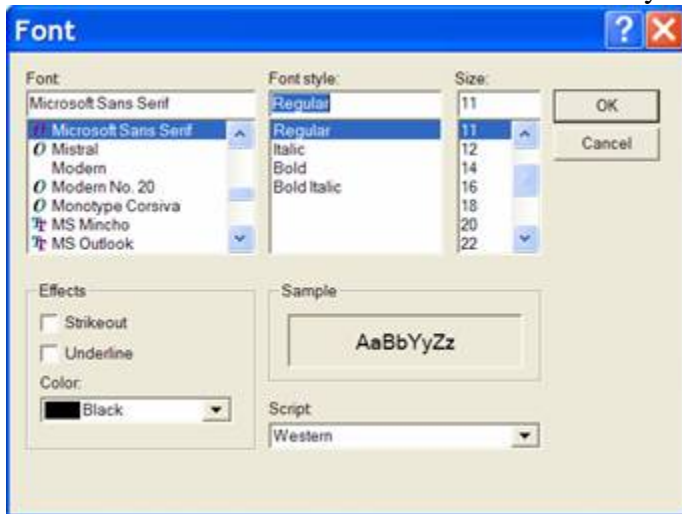 Font
Font:
Microsoft Sans Serif
Microsoft Sans Serif
Mistral
Modern
Modern No. 20
Monotype Corsiva
MS Mincho
MS Outlook
Font style:
Regular
Regular
Italic
Bold
Bold Italic
Size:
11
11
12
14
16
18
20
22
OK
Cancel
Effects
Strikeout
Underline
Color:
Black
Sample
AaBbYyZz
Script:
Western